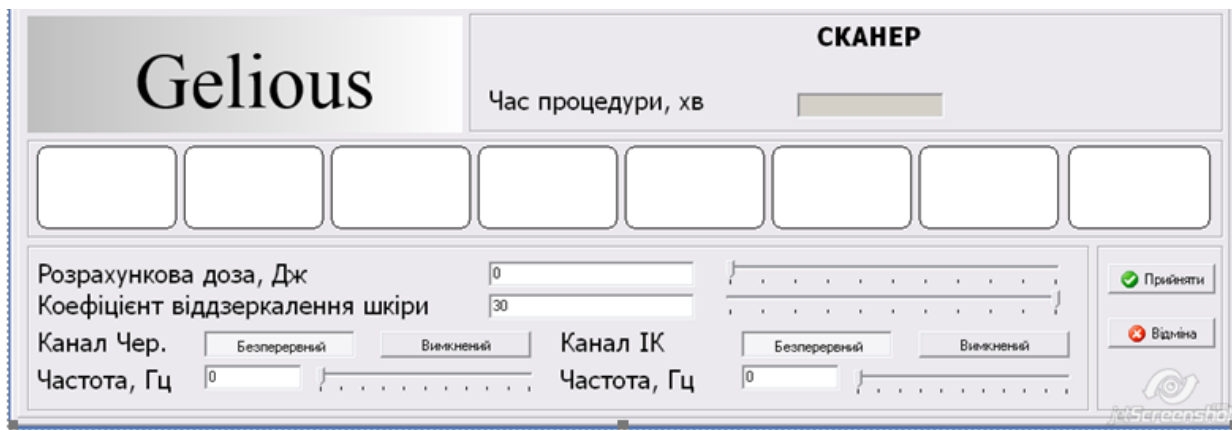 Gelious
СКАНЕР
Час процедури, хв
Розрахункова доза, Дж 0
Коефіцієнт віддзеркалення шкіри 30
Канал Чер. Безперервний Вимкнений Канал ІК Безперервний Вимкнений
Частота, Гц 0 Частота, Гц 0
Прийняти
Відміна
jetScreenshot